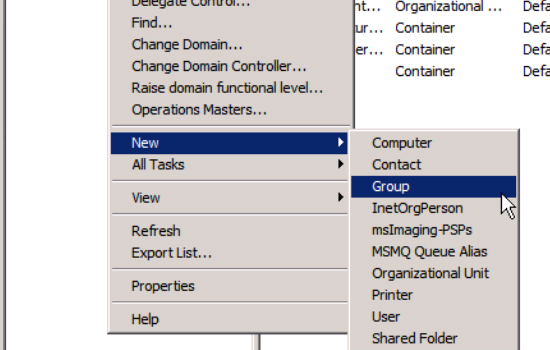 Delegate Control...
Find...
Change Domain...
Change Domain Controller...
Raise domain functional level...
Operations Masters...
New
All Tasks
View
Refresh
Export List...
Properties
Help
nt... Organizational ... Defa
ur... Container Defa
er... Container Defa
Container Defa
Computer
Contact
Group
InetOrgPerson
msImaging-PSPs
MSMQ Queue Alias
Organizational Unit
Printer
User
Shared Folder